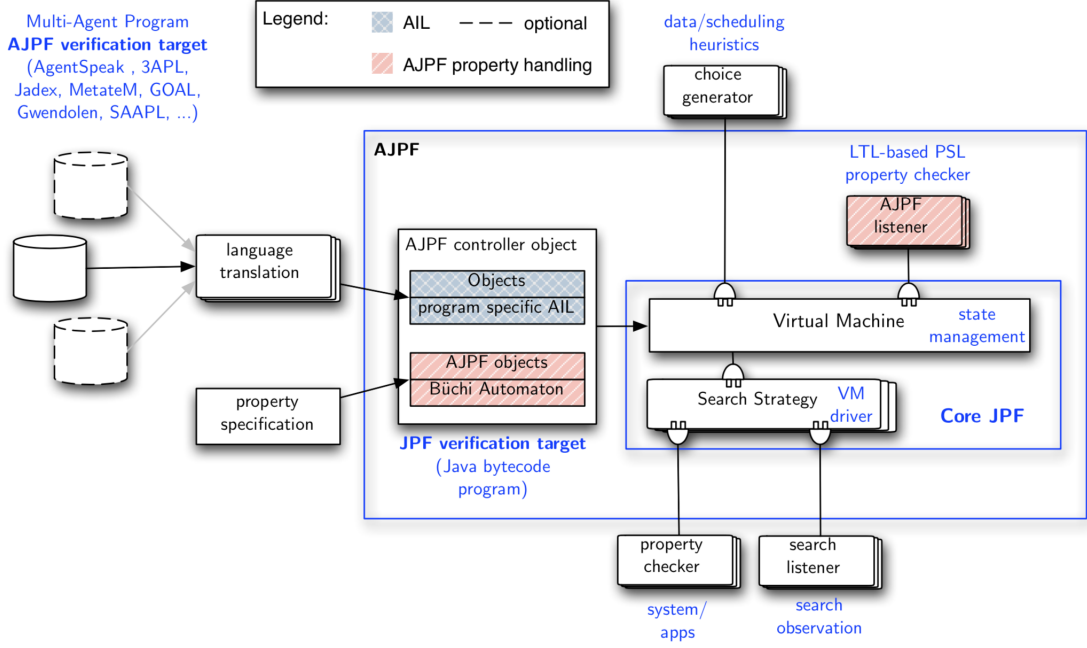 Multi-Agent Program
AJPF verification target
(AgentSpeak , 3APL,
Jadex, MetateM, GOAL,
Gwendolen, SAAPL, ...)
Legend:
AIL
optional
AJPF property handling
data/scheduling
heuristics
choice
generator
AJPF
LTL-based PSL
property checker
AJPF
listener
language
translation
AJPF controller object
Objects
program specific AIL
AJPF objects
Büchi Automaton
property
specification
JPF verification target
(Java bytecode
program)
Virtual Machine
state
management
Search Strategy
VM
driver
Core JPF
property
checker
search
listener
system/
apps
search
observation